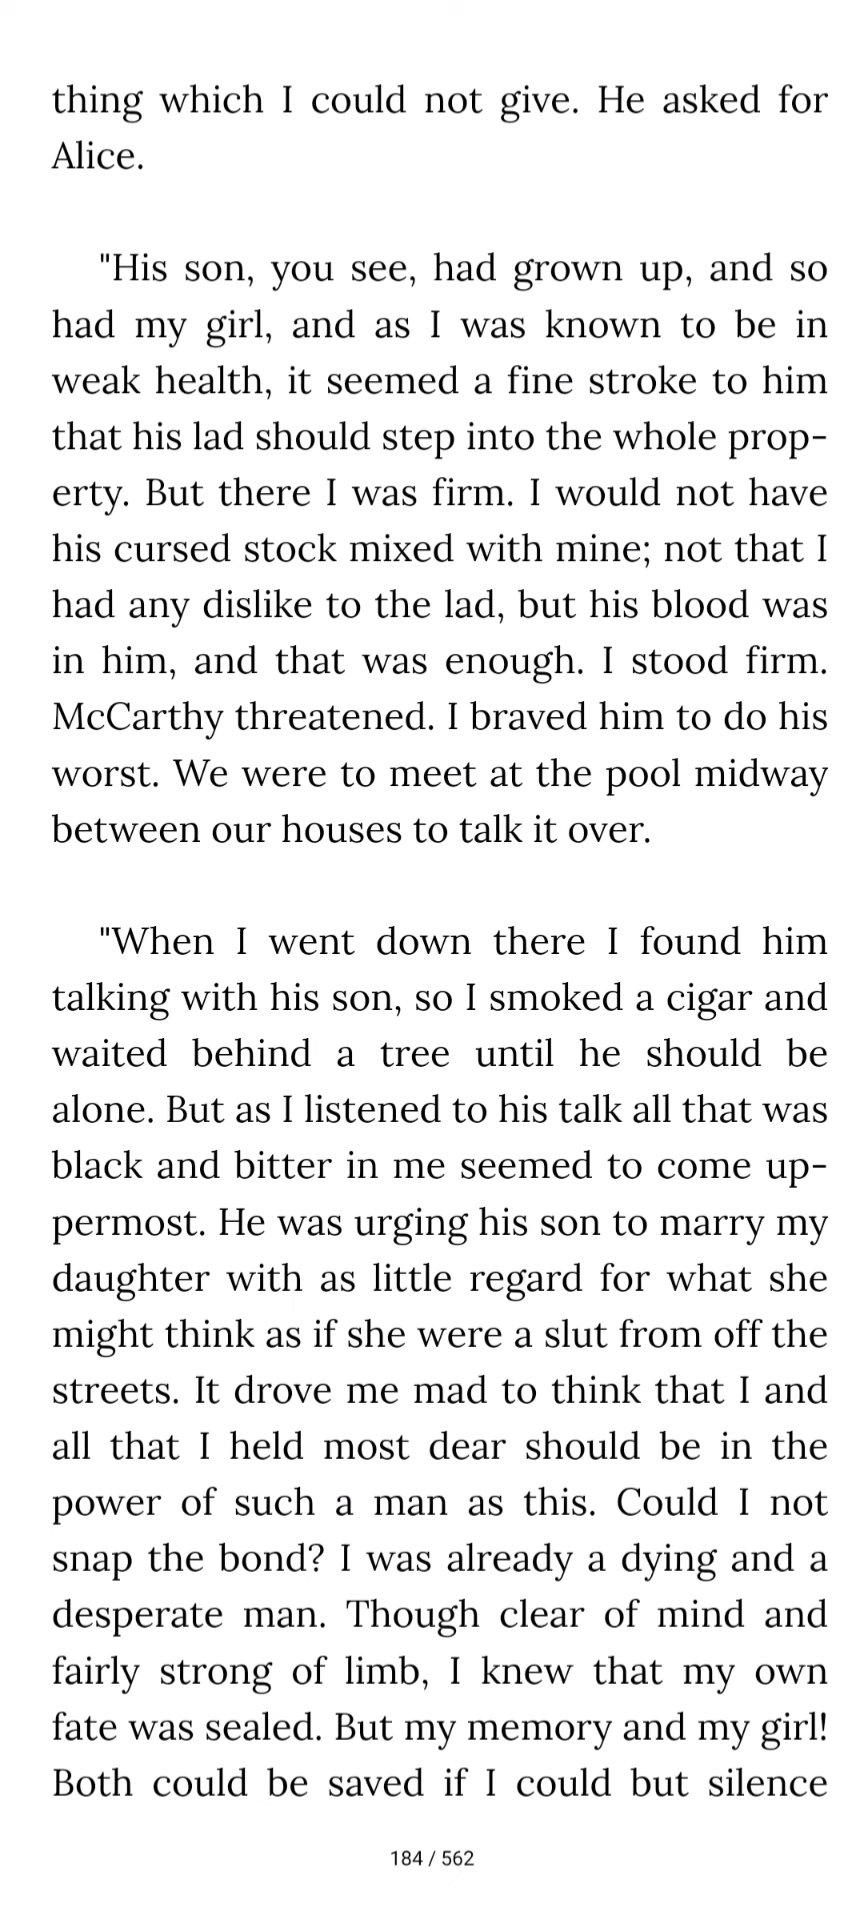 thing which I could not give. He asked for
Alice.
"His son, you see, had grown up, and so
had my girl, and as I was known to be in
weak health, it seemed a fine stroke to him
that his lad should step into the whole prop-
erty. But there I was firm. I would not have
his cursed stock mixed with mine; not that I
had any dislike to the lad, but his blood was
in him, and that was enough. I stood firm.
McCarthy threatened. I braved him to do his
worst. We were to meet at the pool midway
between our houses to talk it over.
"When I went down there I found him
talking with his son, so I smoked a cigar and
waited behind a tree until he should be
alone. But as I listened to his talk all that was
black and bitter in me seemed to come up-
permost. He was urging his son to marry my
daughter with as little regard for what she
might think as if she were a slut from off the
streets. It drove me mad to think that I and
all that I held most dear should be in the
power of such a man as this. Could I not
snap the bond? I was already a dying and a
desperate man. Though clear of mind and
fairly strong of limb, I knew that my own
fate was sealed. But my memory and my girl!
Both could be saved if I could but silence
184 / 562